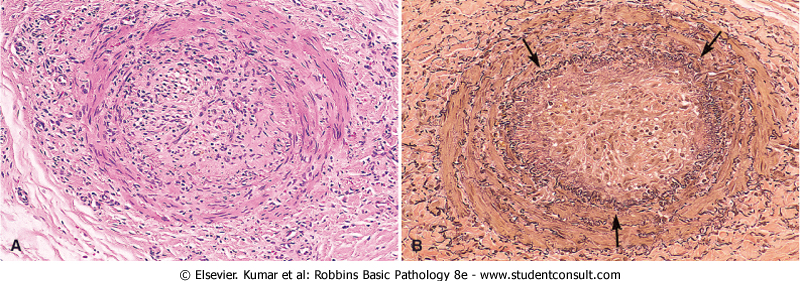 A
B
© Elsevier. Kumar et al: Robbins Basic Pathology 8e - www.studentconsult.com